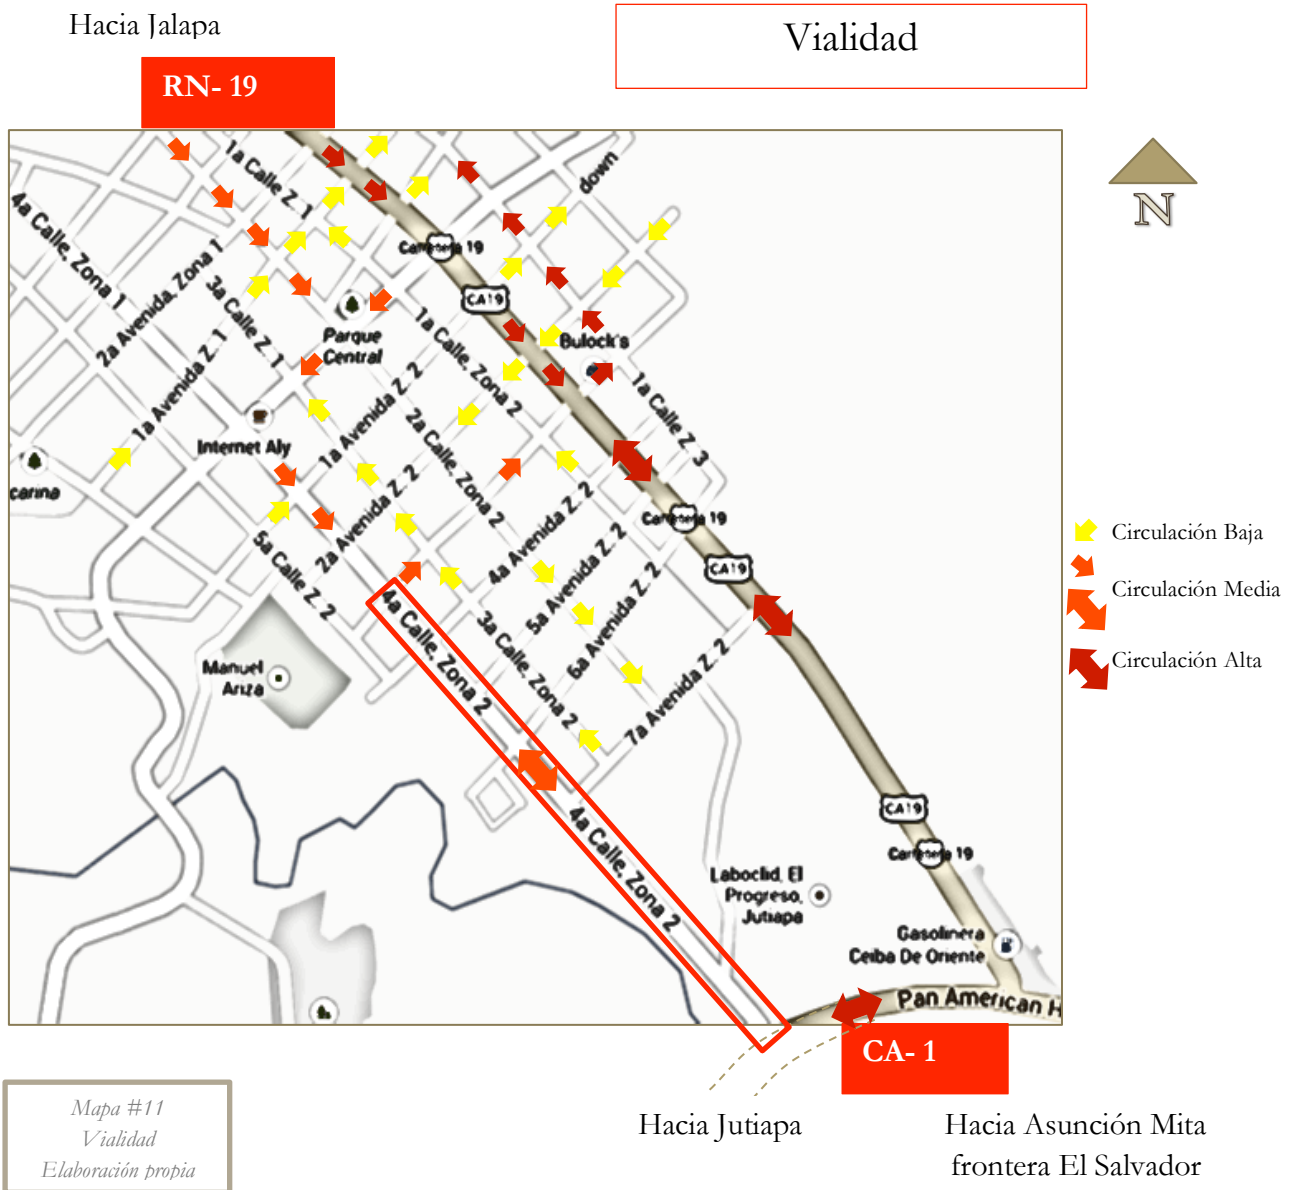 Hacia Jalapa
Vialidad
RN- 19
N
1a Calle Z. 1
down
4a Calle, Zona 1
2a Avenida, Zona 1
3a Calle Z. 1
Carretera 19
CA19
Parque
Central
1a Calle, Zona 2
Bulock's
1a Avenida Z. 1
1a Calle Z. 3
Internet Aly
1a Avenida Z. 2
2a Calle, Zona 2
carina
2a Avenida Z. 2
4a Avenida Z. 2
Carretera 19
5a Calle Z. 2
5a Avenida Z. 2
CA19
6a Avenida Z. 2
4a Calle, Zona 2
3a Calle, Zona 2
7a Avenida Z. 2
Manuel
Ariza
Circulación Baja
Circulación Media
Circulación Alta
4a Calle, Zona 2
CA19
Carretera 19
Laboclid, El
Progreso,
Jutiapa
Gasolinera
Ceiba De Oriente
Pan American H
CA- 1
Mapa #11
Vialidad
Elaboración propia
Hacia Jutiapa
Hacia Asunción Mita
frontera El Salvador